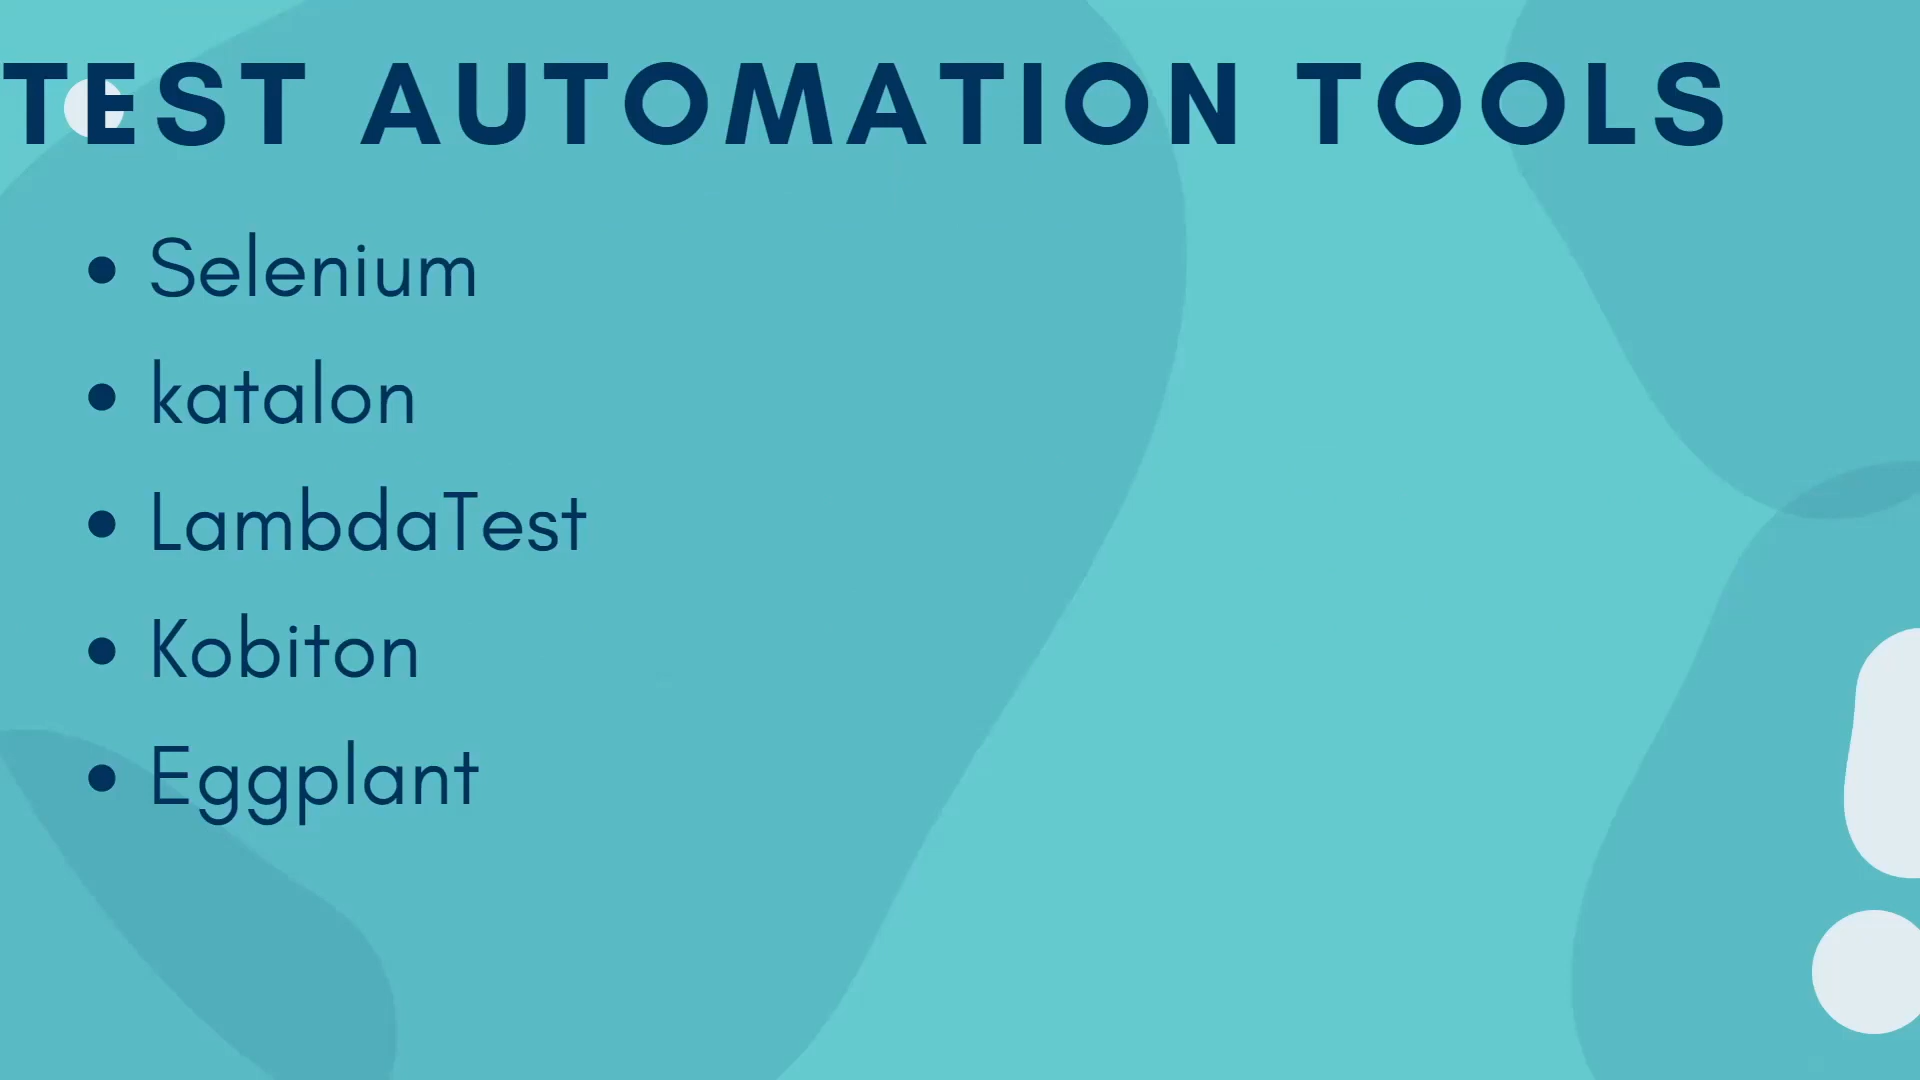 TEST AUTOMATION TOOLS
• Selenium
• katalon
• LambdaTest
• Kobiton
• Eggplant